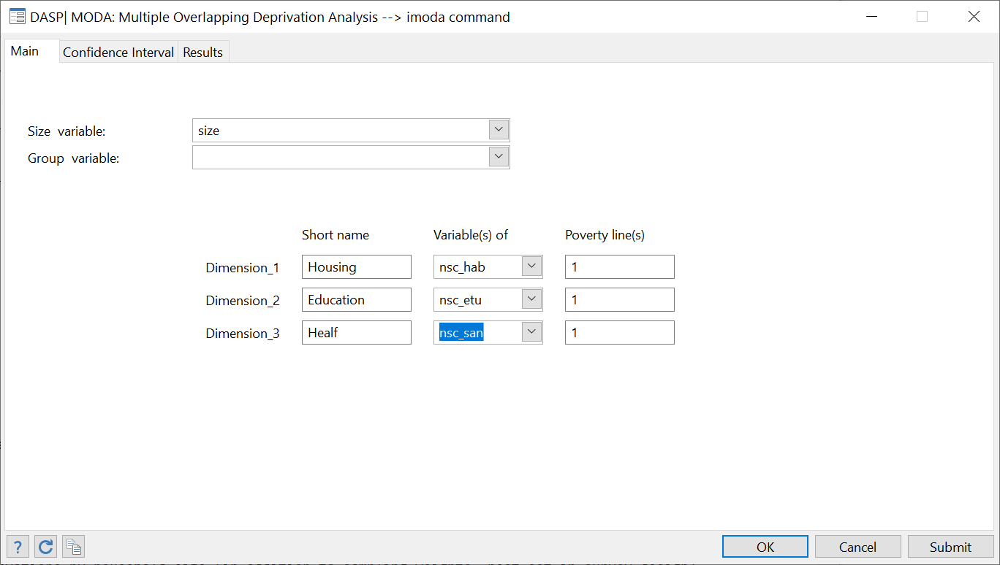 DASP| MODA: Multiple Overlapping Deprivation Analysis --> imoda command
Main Confidence Interval Results
Size variable: size
Group variable:
Short name Variable(s) of Poverty line(s)
Dimension_1 Housing nsc_hab 1
Dimension_2 Education nsc_etu 1
Dimension_3 Healf nsc_san 1
? OK Cancel Submit